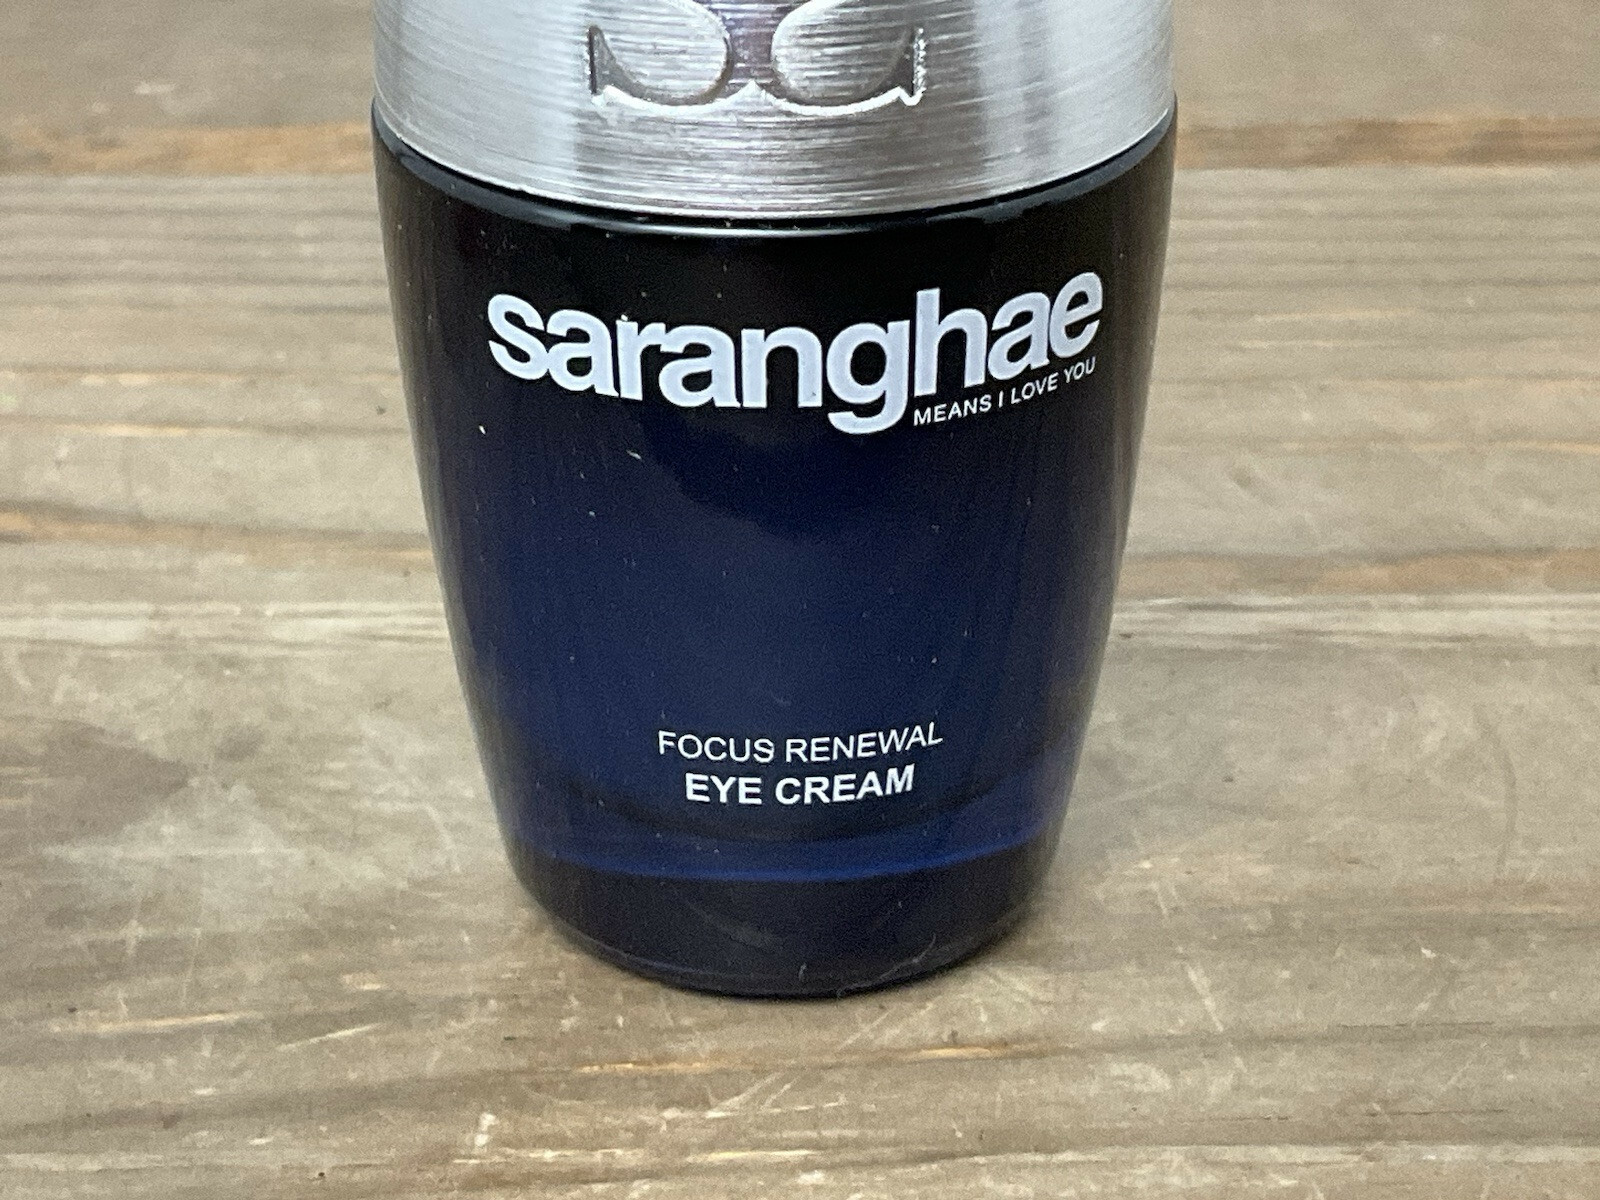 saranghae
MEANS I LOVE YOU
FOCUS RENEWAL
EYE CREAM